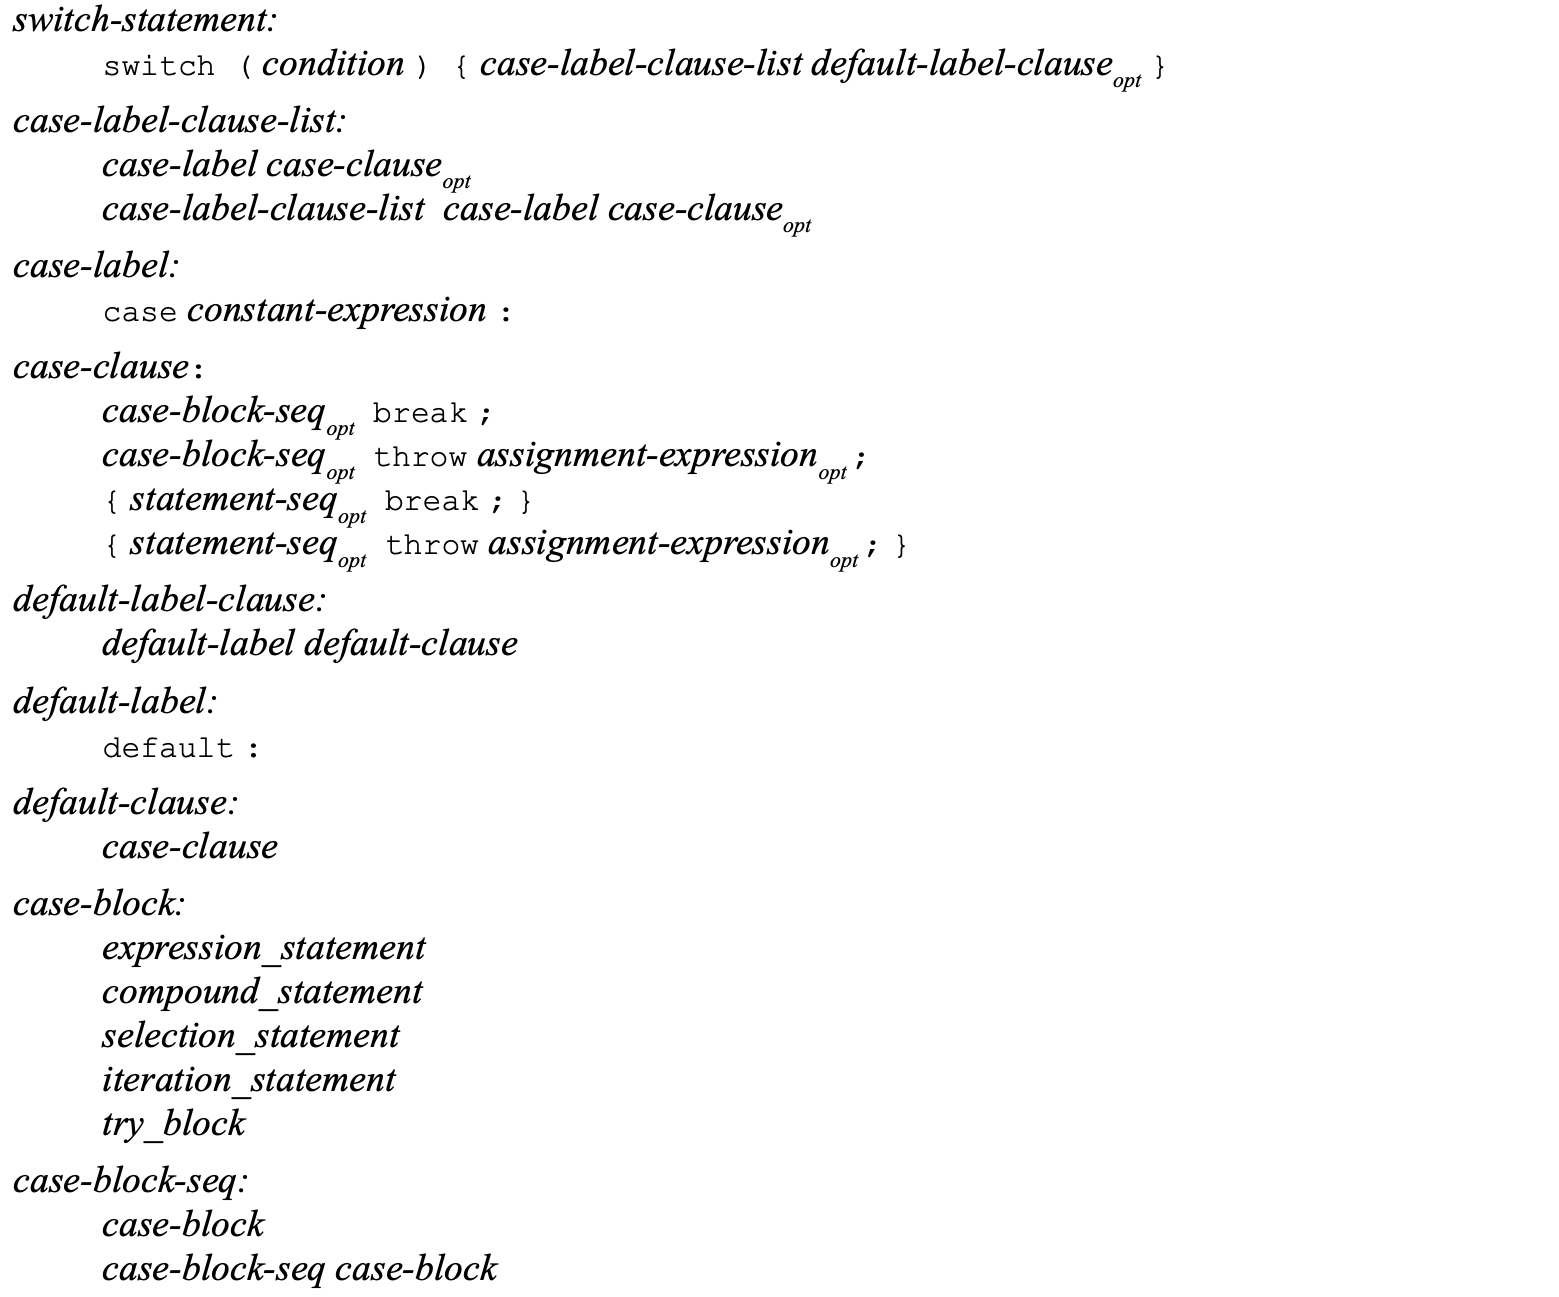 switch-statement:
switch ( condition ) { case-label-clause-list default-label-clause opt }
case-label-clause-list:
case-label case-clause opt
case-label-clause-list case-label case-clause opt
case-label:
case constant-expression :
case-clause:
case-block-seq opt break ;
case-block-seq opt throw assignment-expression opt ;
{ statement-seq opt break ; }
{ statement-seq opt throw assignment-expression opt ; }
default-label-clause:
default-label default-clause
default-label:
default :
default-clause:
case-clause
case-block:
expression_statement
compound_statement
selection_statement
iteration_statement
try_block
case-block-seq:
case-block
case-block-seq case-block